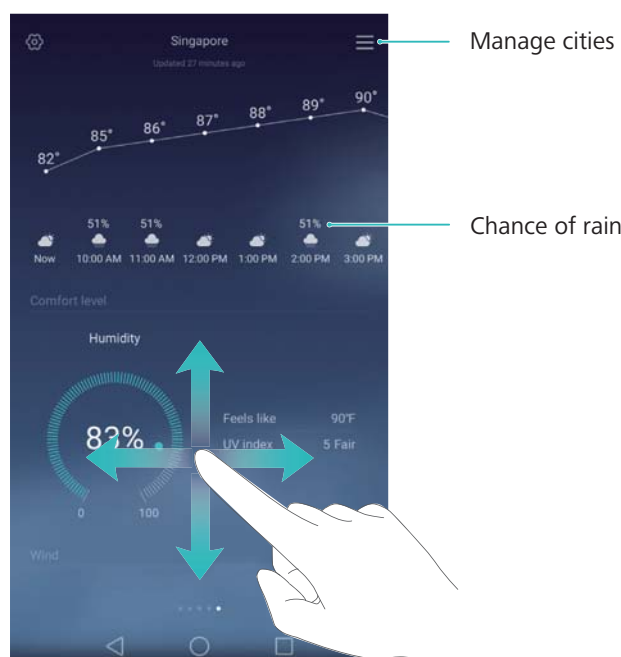 Singapore
Manage cities
Updated 27 minutes ago
82° 85° 86° 87° 88° 89° 90°
51% 51% 51%
Chance of rain
Now 10:00 AM 11:00 AM 12:00 PM 1:00 PM 2:00 PM 3:00 PM
Comfort level
Humidity
83%
Feels like 90°F
UV index 5 Fair
0 100
Wind